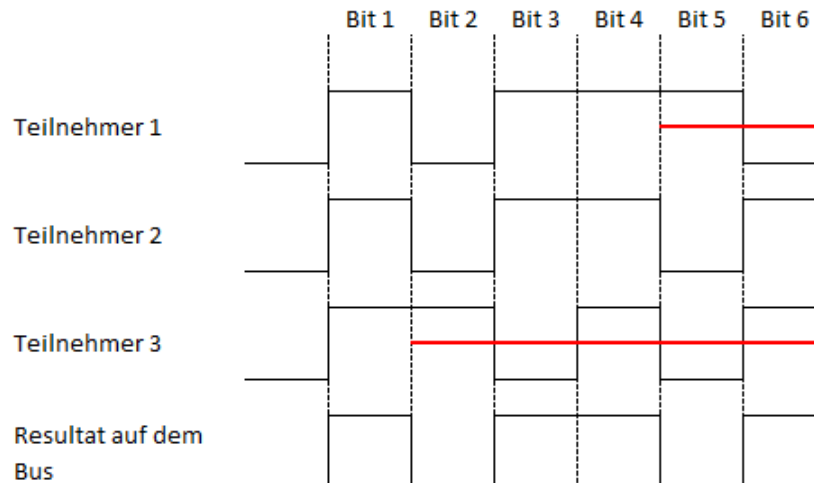 Bit 1 Bit 2 Bit 3 Bit 4 Bit 5 Bit 6
Teilnehmer 1
Teilnehmer 2
Teilnehmer 3
Resultat auf dem
Bus